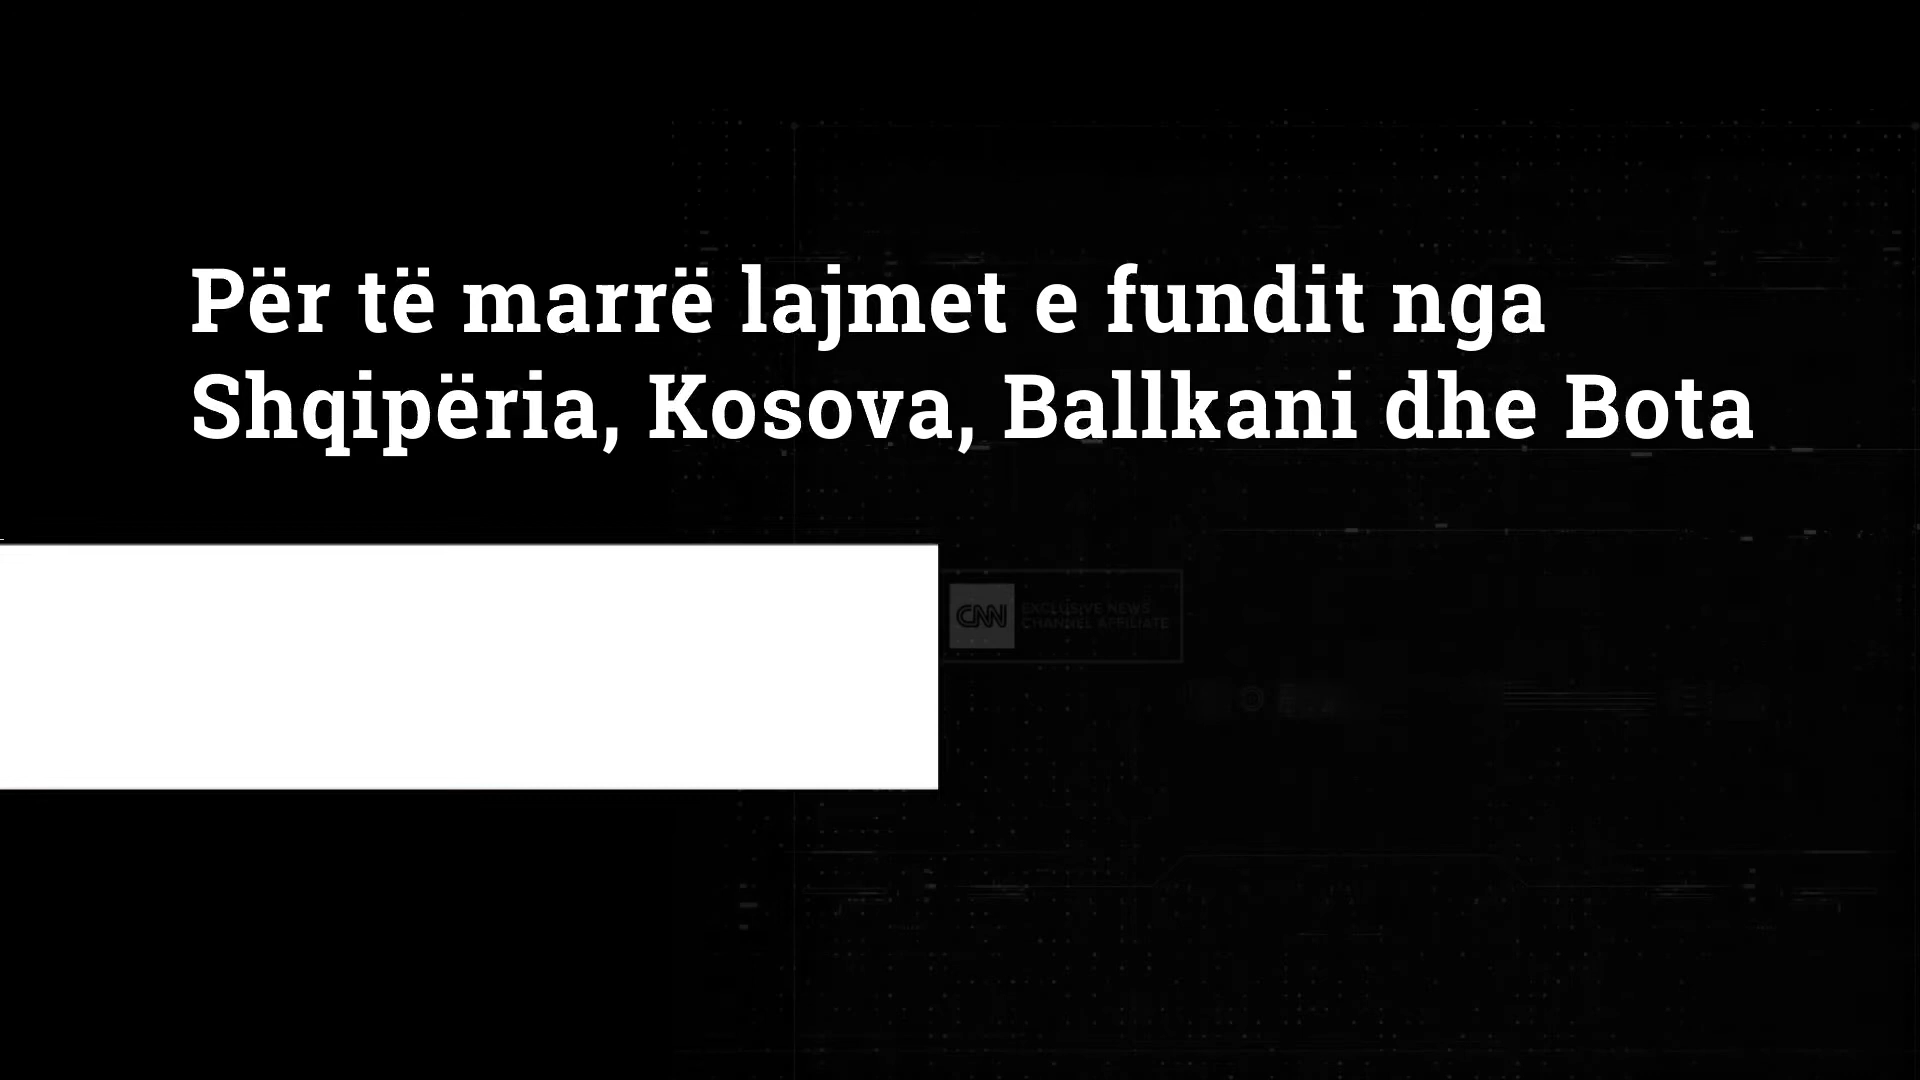 Për të marrë lajmet e fundit nga
Shqipëria, Kosova, Ballkani dhe Bota
CNN
EXCLUSIVE NEWS
CHANNEL AFFILIATE